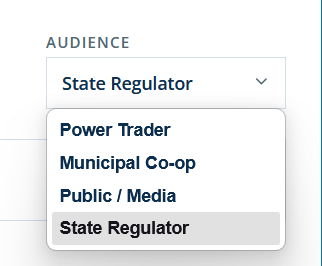 AUDIENCE
State Regulator
Power Trader
Municipal Co-op
Public / Media
State Regulator